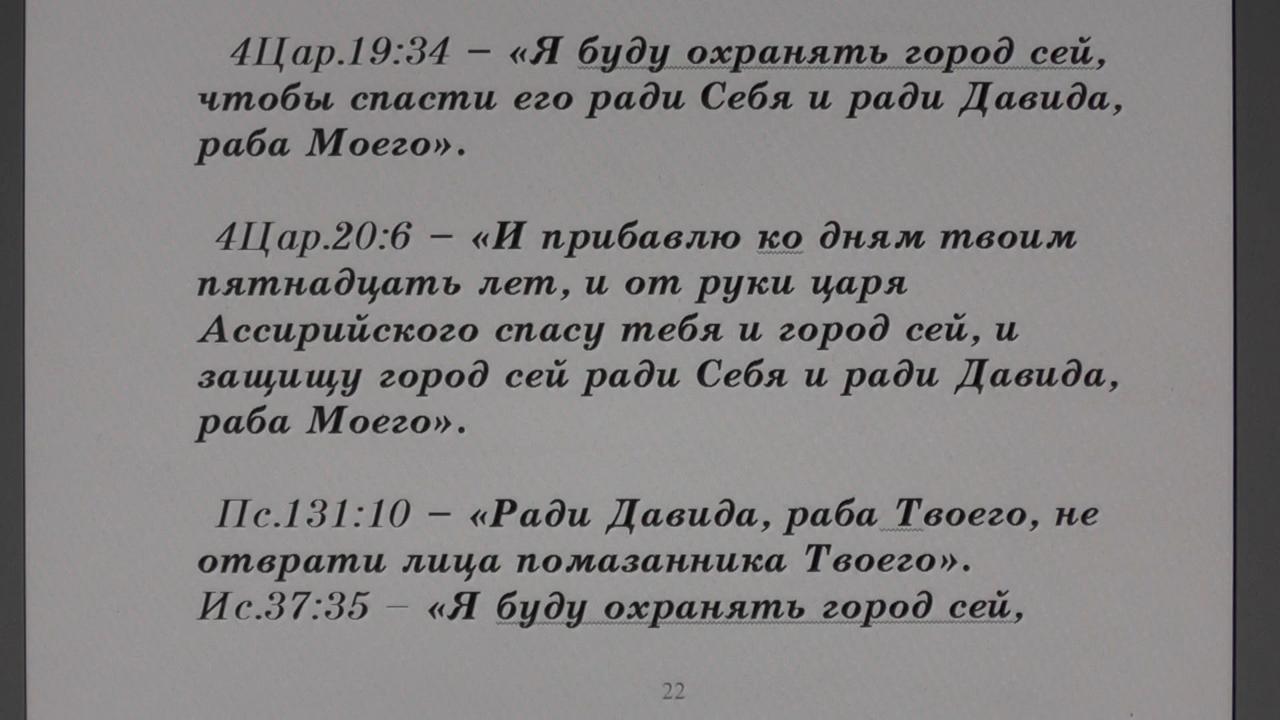 4Цар.19:34 – «Я буду охранять город сей,
чтобы спасти его ради Себя и ради Давида,
раба Моего».
4Цар.20:6 – «И прибавлю ко дням твоим
пятнадцать лет, и от руки царя
Ассирийского спасу тебя и город сей, и
защищу город сей ради Себя и ради Давида,
раба Моего».
Пс.131:10 – «Ради Давида, раба Твоего, не
отврати лица помазанника Твоего».
Ис.37:35 – «Я буду охранять город сей,
22